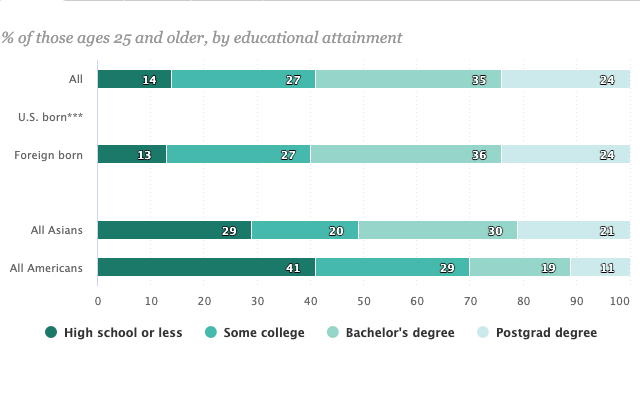 % of those ages 25 and older, by educational attainment
All 14 27 35 24
U.S. born***
Foreign born 13 27 36 24
All Asians 29 20 30 21
All Americans 41 29 19 11
0 10 20 30 40 50 60 70 80 90 100
High school or less Some college Bachelor's degree Postgrad degree